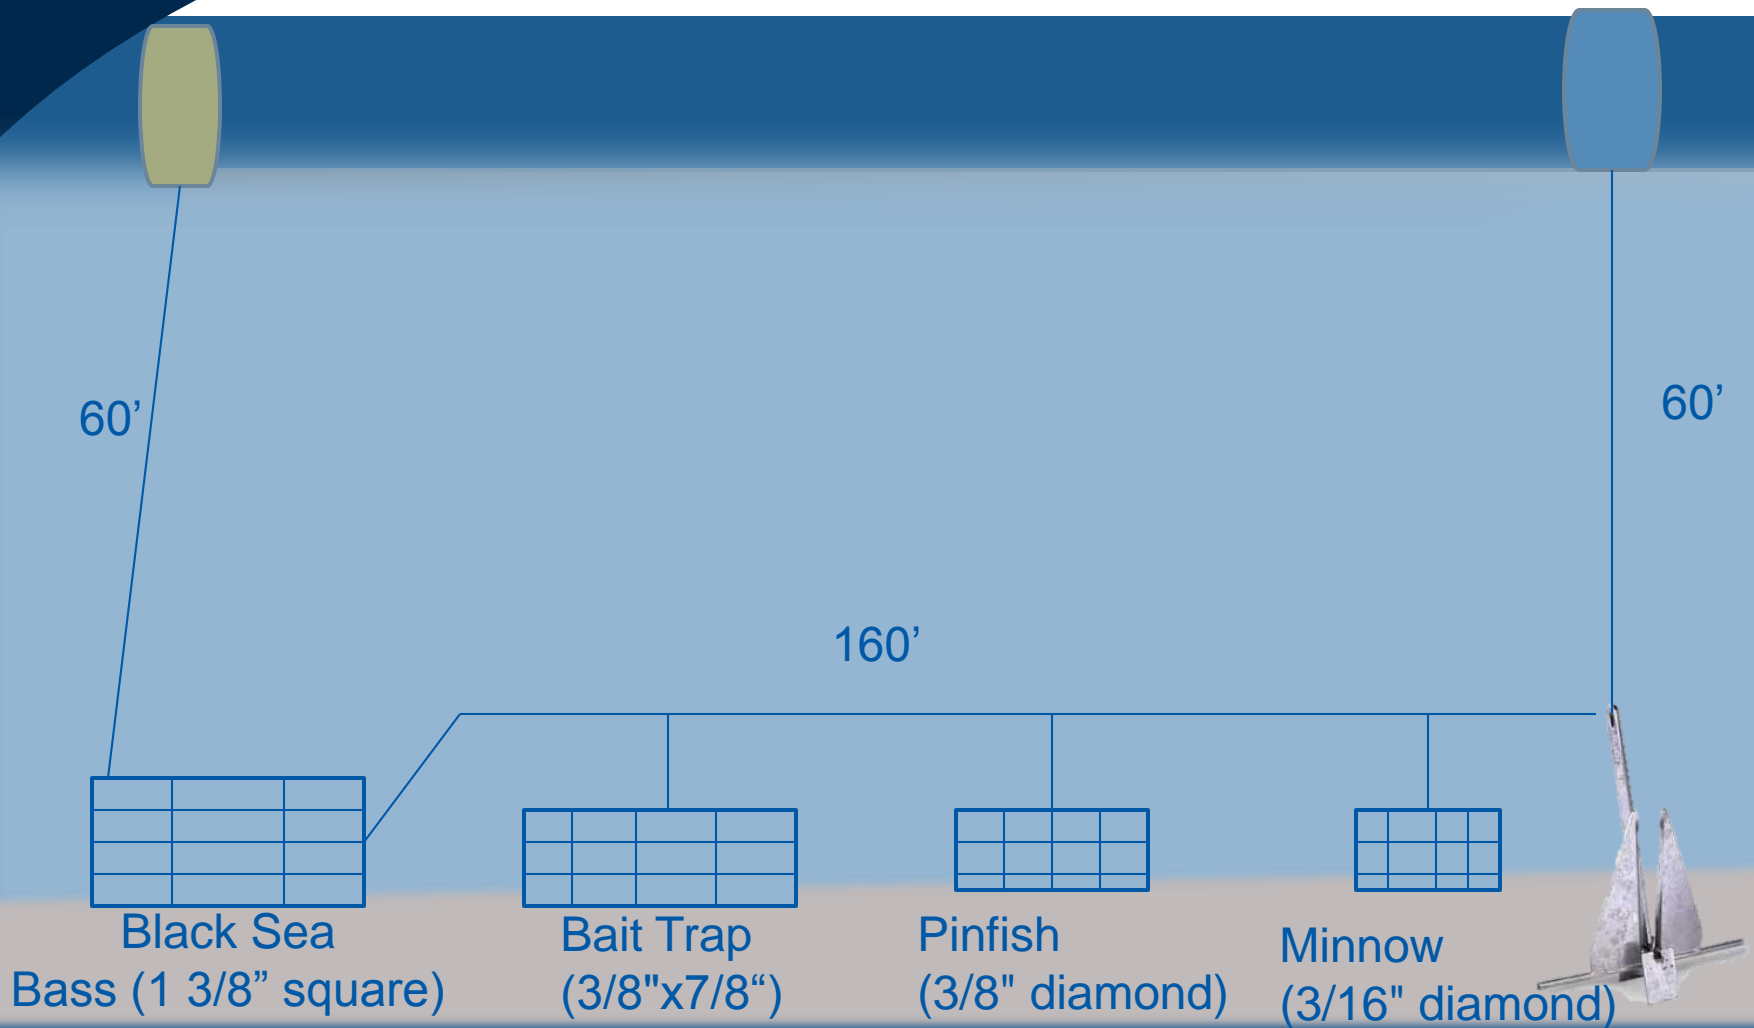 60’
60’
160’
Black Sea
Bass (1 3/8” square)
Bait Trap
(3/8"x7/8“)
Pinfish
(3/8" diamond)
Minnow
(3/16" diamond)